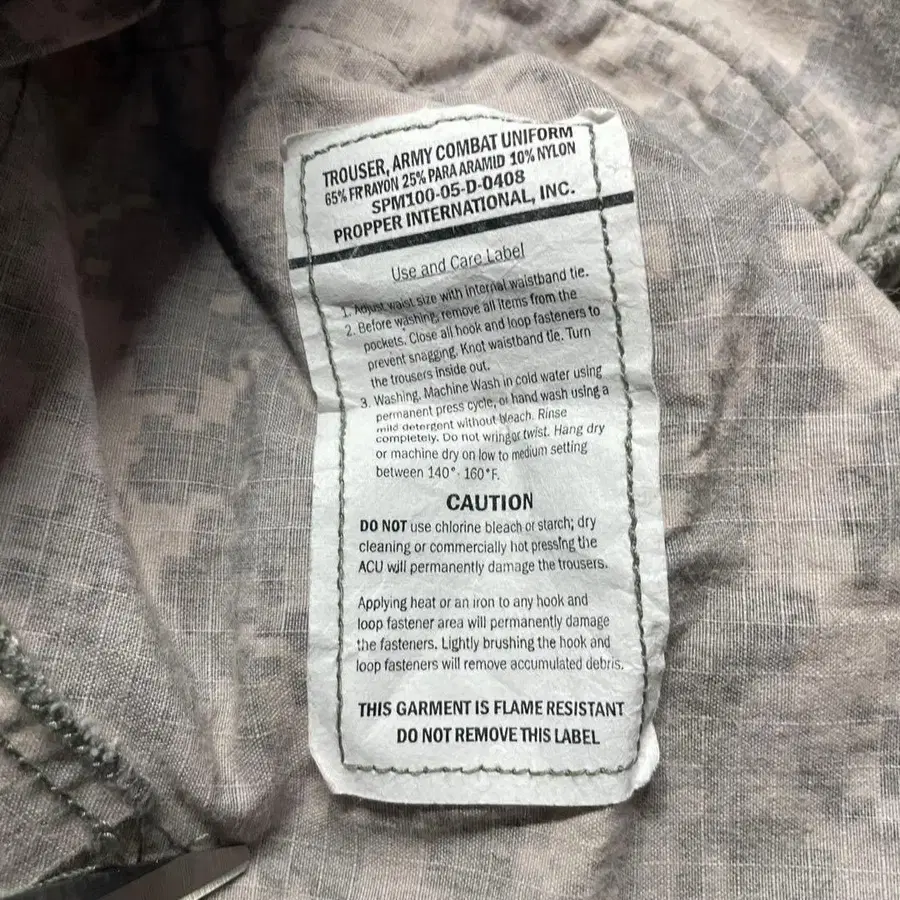 TROUSER, ARMY COMBAT UNIFORM
65% FR RAYON 25% PARA ARAMID 10% NYLON
SPM100-05-D-0408
PROPPER INTERNATIONAL, INC.
Use and Care Label
1. Adjust waist size with internal waistband tie.
2. Before washing, remove all items from the
pockets. Close all hook and loop fasteners to
prevent snagging. Knot waistband tie. Turn
the trousers inside out.
3. Washing. Machine Wash in cold water using
permanent press cycle, or hand wash using a
mild detergent without bleach. Rinse
completely. Do not wring or twist. Hang dry
or machine dry on low to medium setting
between 140°- 160°F.
CAUTION
DO NOT use chlorine bleach or starch; dry
cleaning or commercially hot pressing the
ACU will permanently damage the trousers.
Applying heat or an iron to any hook and
loop fastener area will permanently damage
the fasteners. Lightly brushing the hook and
loop fasteners will remove accumulated debris.
THIS GARMENT IS FLAME RESISTANT
DO NOT REMOVE THIS LABEL